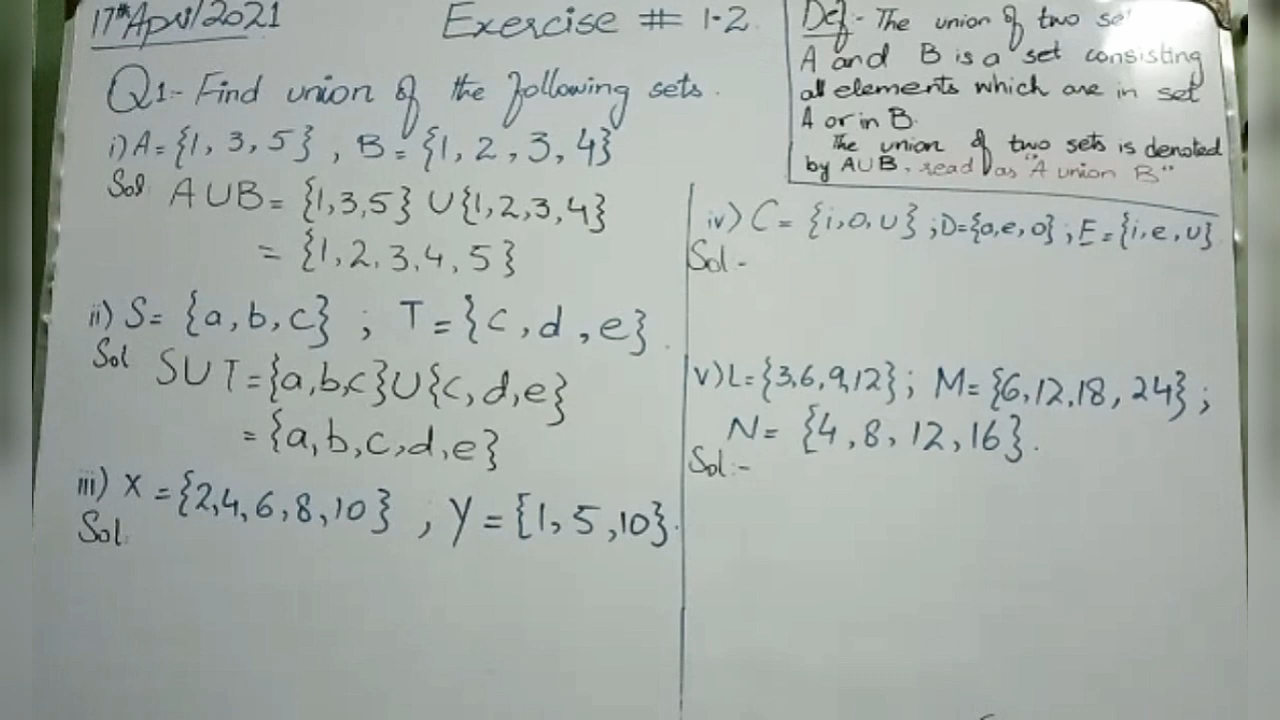 17th April/2021
Exercise # 1.2
Def:- The union of two set
A and B is a set consisting
all elements which are in set
A or in B.
The union of two sets is denoted
by AUB, read as "A union B"
Q1:- Find union of the following sets.
i) A = {1, 3, 5} , B = {1, 2, 3, 4}
Sol AUB = {1,3,5} U {1,2,3,4}
= {1,2,3,4,5}
ii) S = {a,b,c} ; T = {c,d,e}.
Sol SUT = {a,b,c} U {c,d,e}
= {a,b,c,d,e}
iii) X = {2,4,6,8,10} , Y = {1,5,10}.
Sol.
iv) C = {i,o,u} ; D={a,e,o} ; E={i,e,u}
Sol-
v) L={3,6,9,12} ; M={6,12,18,24} ;
N = {4,8,12,16}.
Sol:-